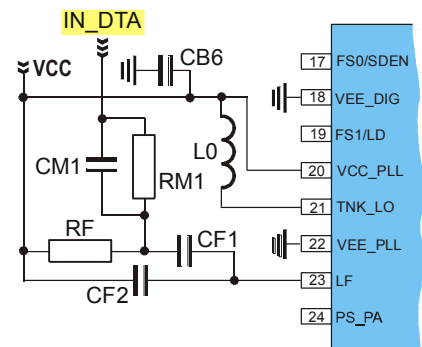 IN_DTA
VCC
CB6
17 FS0/SDEN
18 VEE_DIG
19 FS1/LD
L0
CM1
RM1
20 VCC_PLL
21 TNK_LO
RF
CF1
22 VEE_PLL
CF2
23 LF
24 PS_PA